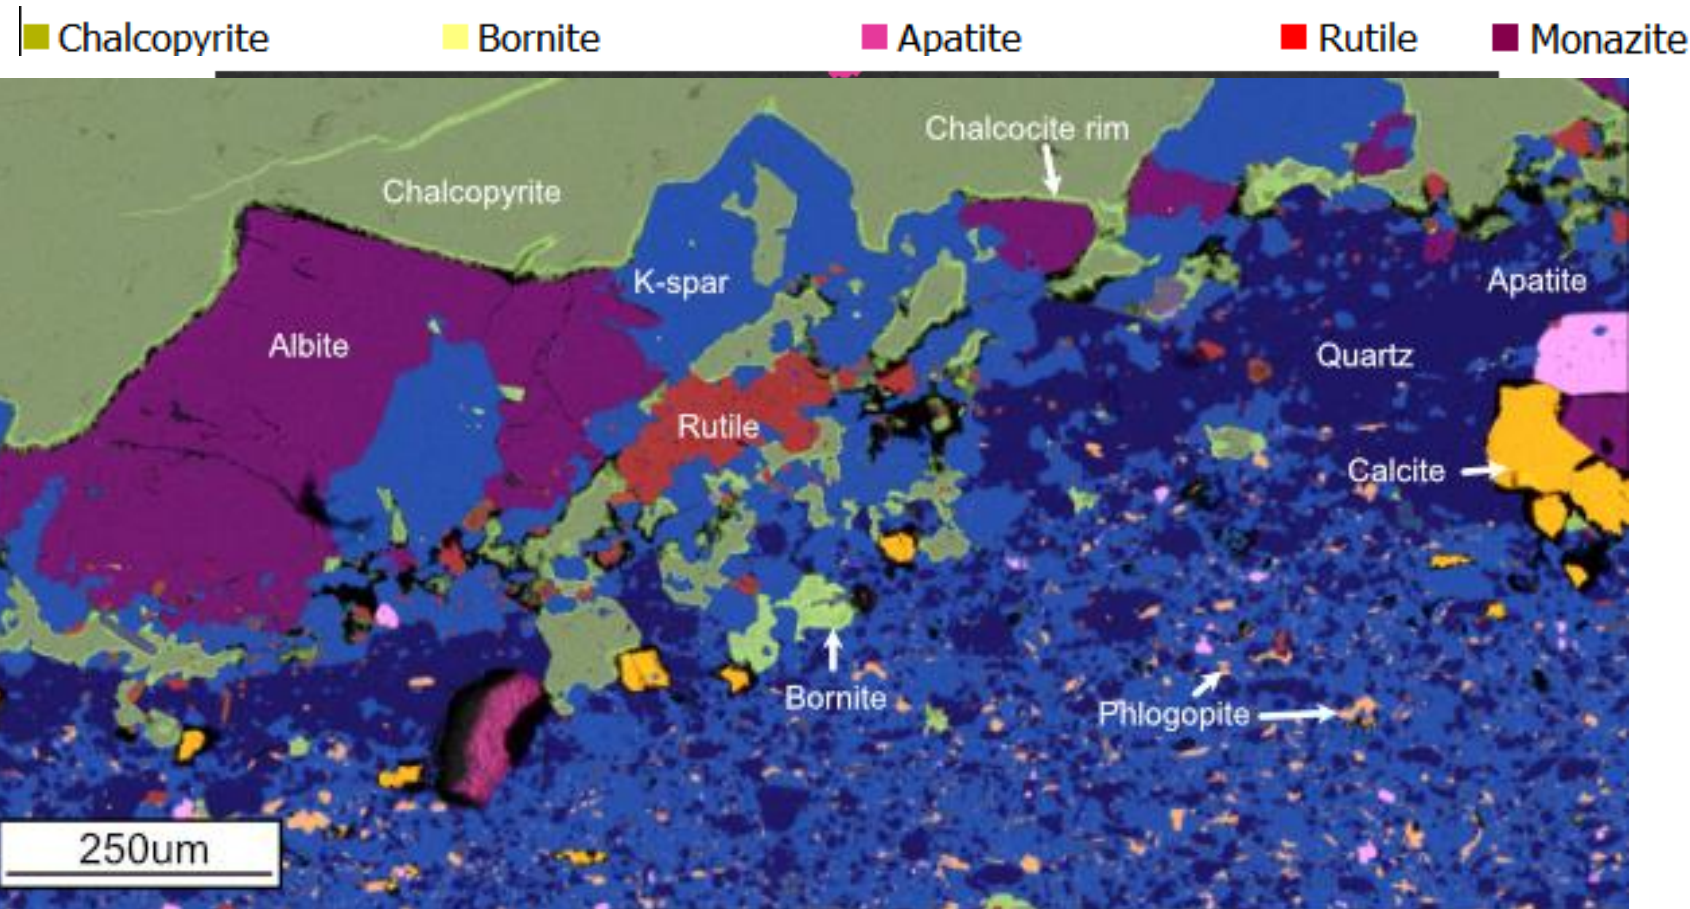 Chalcopyrite Bornite Apatite Rutile Monazite
Chalcocite rim
Chalcopyrite
K-spar
Apatite
Albite
Quartz
Rutile
Calcite
Bornite
Phlogopite
250um